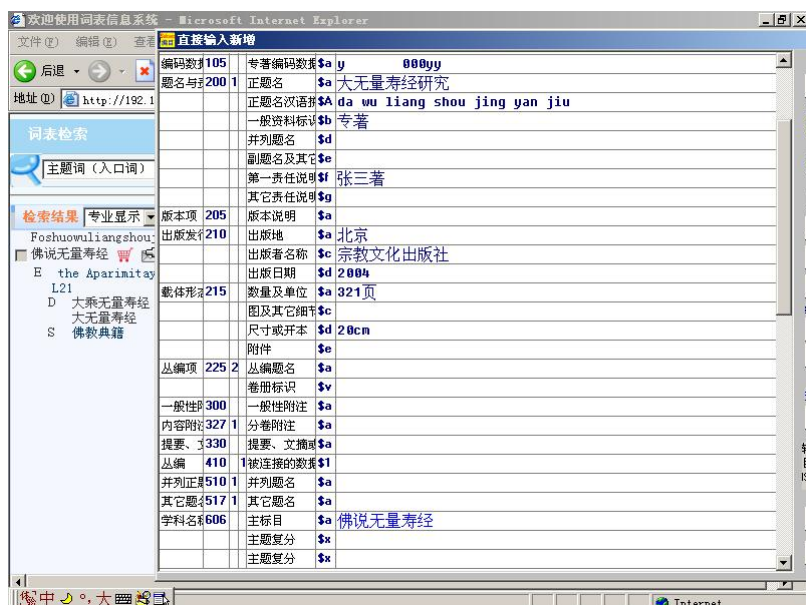 欢迎使用词表信息系统 - Microsoft Internet Explorer
文件(F) 编辑(E) 查看
直接输入新增
后退
地址(D) http://192.1
词表检索
主题词（入口词）
检索结果 专业显示
Foshuowuliangshouj
佛说无量寿经
E the Aparimitay
L21
D 大乘无量寿经
大无量寿经
S 佛教典籍
编码数据 105 专著编码数据 $a y 000yy
题名与责 200 1 正题名 $a 大无量寿经研究
正题名汉语拼 $A da wu liang shou jing yan jiu
一般资料标识 $b 专著
并列题名 $d
副题名及其它 $e
第一责任说明 $f 张三著
其它责任说明 $g
版本项 205 版本说明 $a
出版发行 210 出版地 $a 北京
出版者名称 $c 宗教文化出版社
出版日期 $d 2004
载体形态 215 数量及单位 $a 321页
图及其它细节 $c
尺寸或开本 $d 20cm
附件 $e
丛编项 225 2 丛编题名 $a
卷册标识 $v
一般性附 300 一般性附注 $a
内容附注 327 1 分卷附注 $a
提要、文 330 提要、文摘或 $a
丛编 410 1 被连接的数据 $1
并列正题 510 1 并列题名 $a
其它题名 517 1 其它题名 $a
学科名称 606 主标目 $a 佛说无量寿经
主题复分 $x
主题复分 $x
中 大
Internet